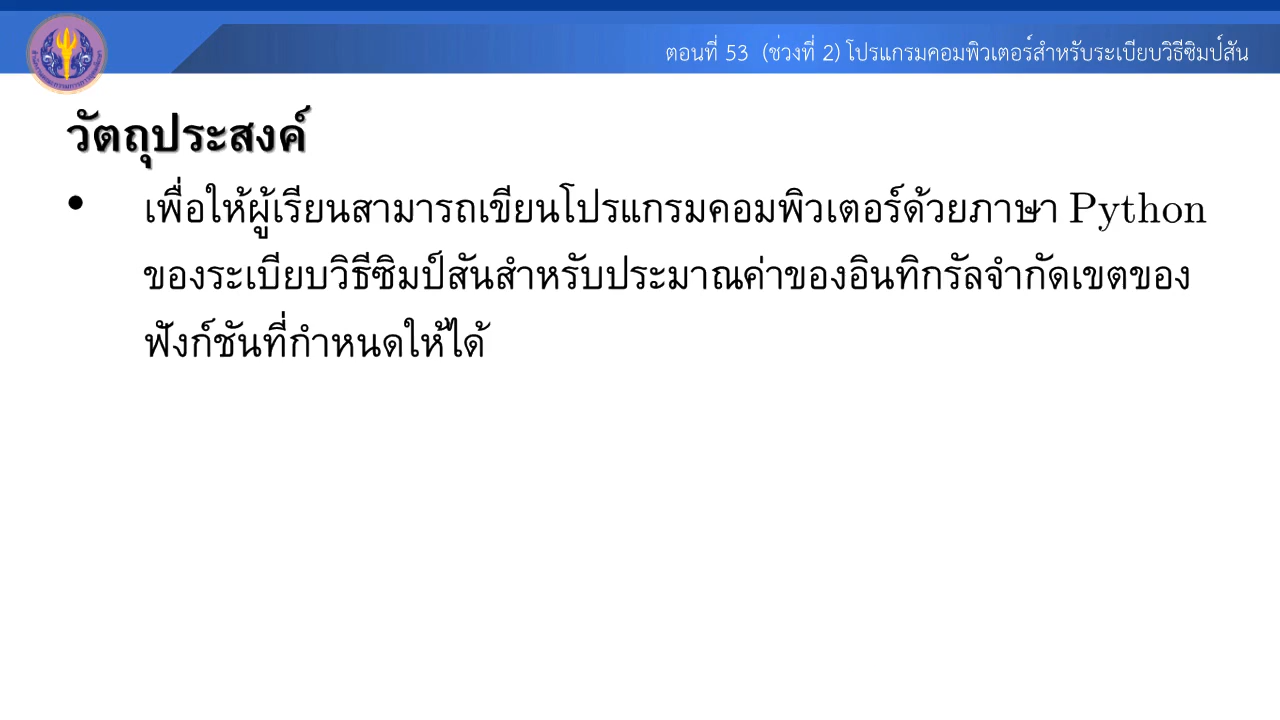 ตอนที่ 53 (ช่วงที่ 2) โปรแกรมคอมพิวเตอร์สำหรับระเบียบวิธีซิมป์สัน
วัตถุประสงค์
• เพื่อให้ผู้เรียนสามารถเขียนโปรแกรมคอมพิวเตอร์ด้วยภาษา Python
ของระเบียบวิธีซิมป์สันสำหรับประมาณค่าของอินทิกรัลจำกัดเขตของ
ฟังก์ชันที่กำหนดให้ได้